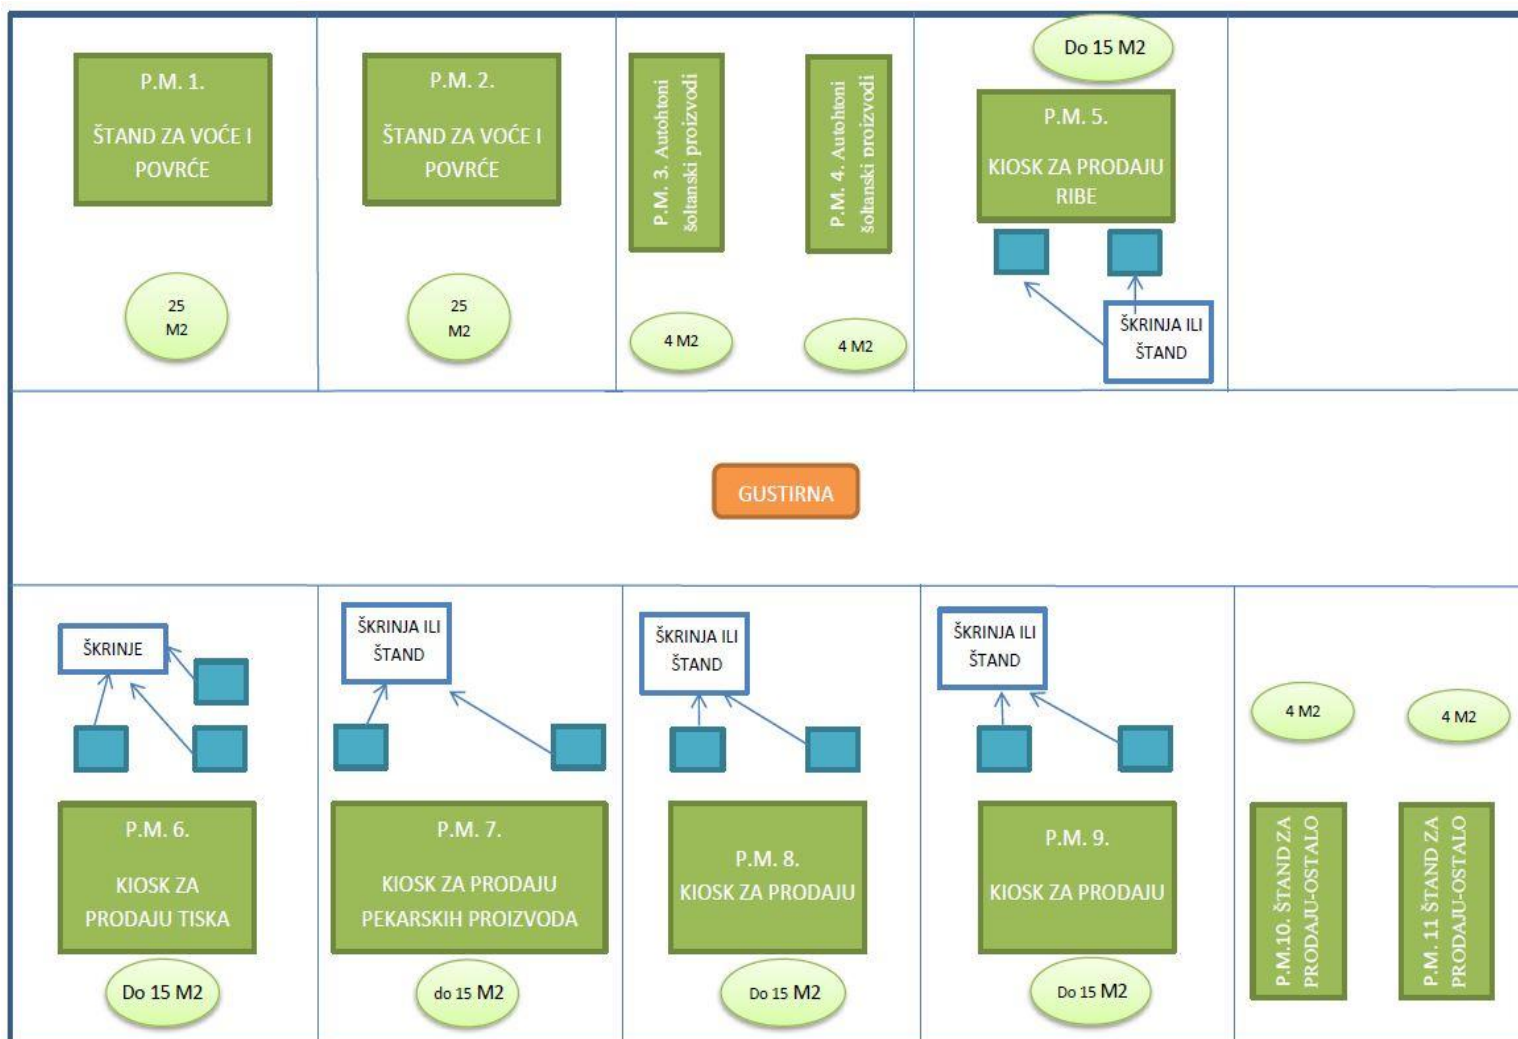 P.M. 1.
ŠTAND ZA VOĆE I
POVRĆE
25
M2
P.M. 2.
ŠTAND ZA VOĆE I
POVRĆE
25
M2
P.M. 3. Autohtoni
šoltanski proizvodi
4 M2
P.M. 4. Autohtoni
šoltanski proizvodi
4 M2
Do 15 M2
P.M. 5.
KIOSK ZA PRODAJU
RIBE
ŠKRINJA ILI
ŠTAND
GUSTIRNA
ŠKRINJE
P.M. 6.
KIOSK ZA
PRODAJU TISKA
Do 15 M2
ŠKRINJA ILI
ŠTAND
P.M. 7.
KIOSK ZA PRODAJU
PEKARSKIH PROIZVODA
do 15 M2
ŠKRINJA ILI
ŠTAND
P.M. 8.
KIOSK ZA PRODAJU
Do 15 M2
ŠKRINJA ILI
ŠTAND
P.M. 9.
KIOSK ZA PRODAJU
Do 15 M2
4 M2
P.M.10. ŠTAND ZA
PRODAJU-OSTALO
4 M2
P.M. 11 ŠTAND ZA
PRODAJU-OSTALO